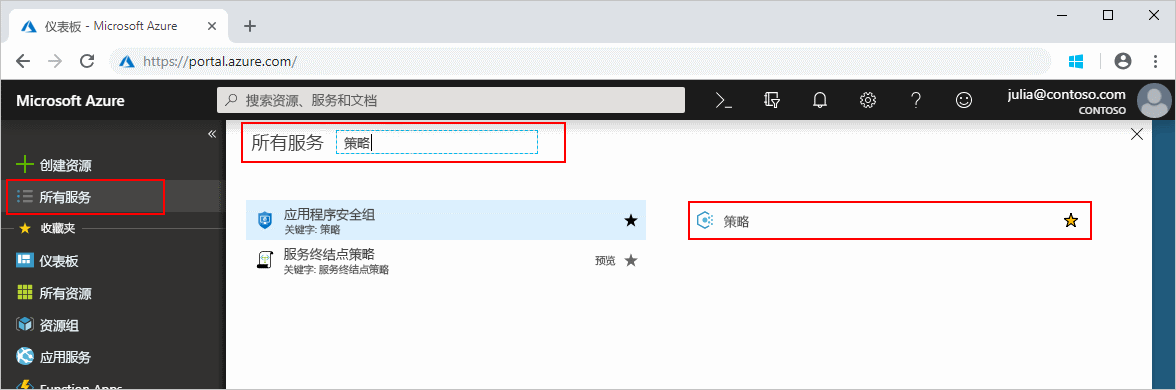 仪表板 - Microsoft Azure
https://portal.azure.com/
Microsoft Azure
搜索资源、服务和文档
julia@contoso.com
CONTOSO
创建资源
所有服务
收藏夹
仪表板
所有资源
资源组
应用服务
Function Apps
所有服务
策略
应用程序安全组
关键字: 策略
服务终结点策略
关键字: 服务终结点策略
预览
策略